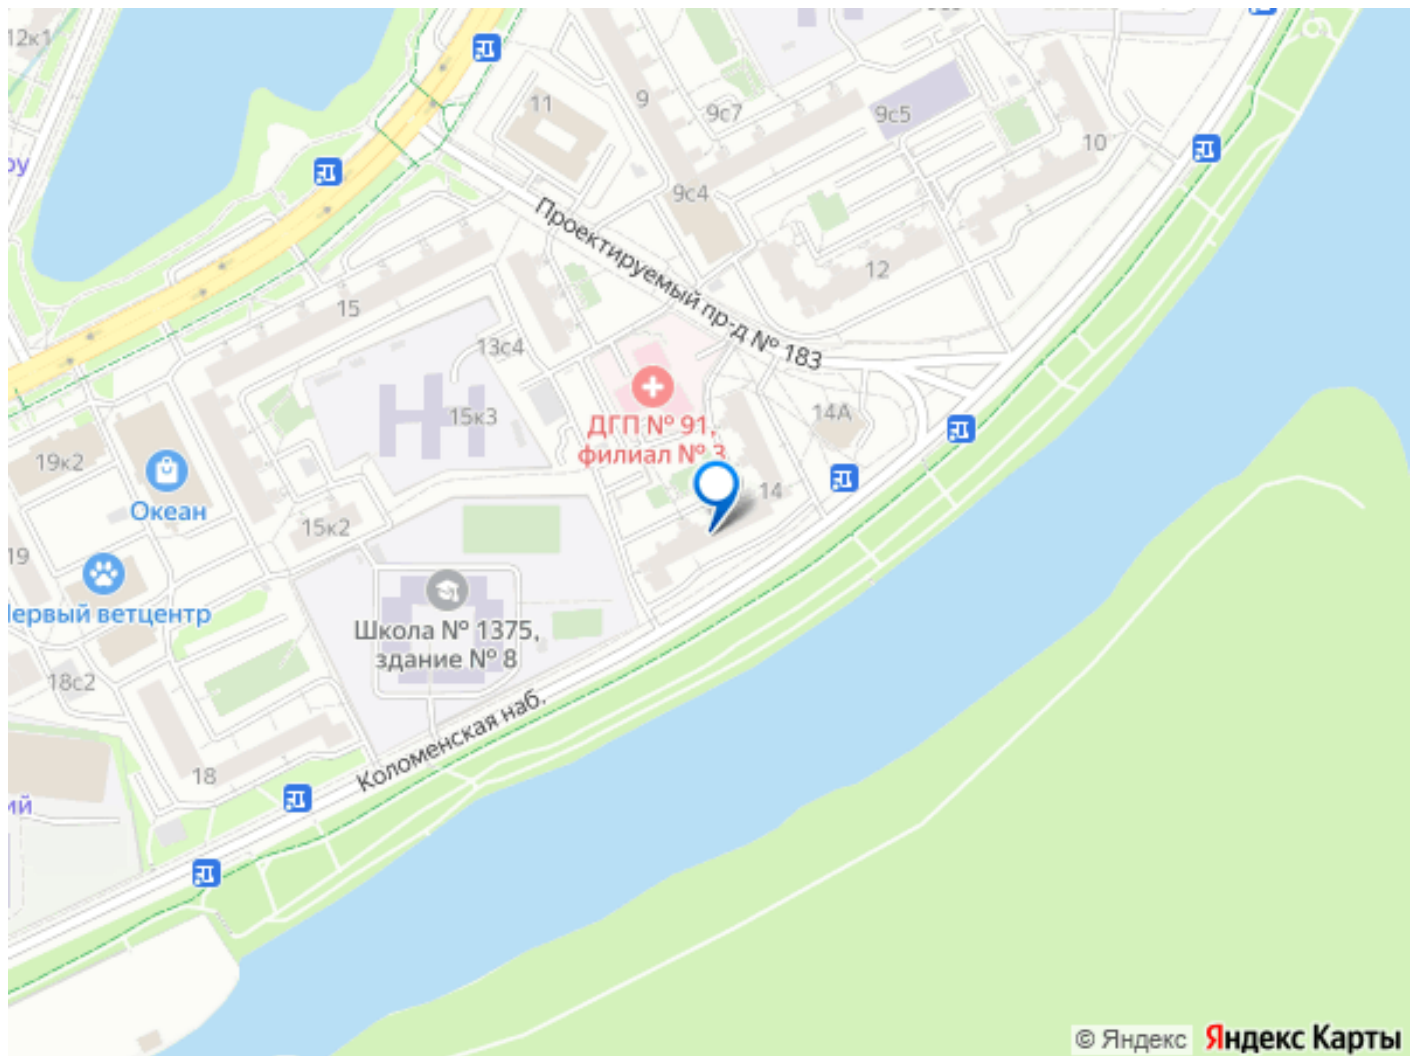 12к1
11
9
9с7
9с5
10
9с4
12
Проектируемый пр-д № 183
15
13с4
15к3
14А
ДГП № 91,
филиал № 3
14
19к2
Океан
15к2
19
Первый ветцентр
Школа № 1375,
здание № 8
18с2
Коломенская наб.
18
© Яндекс Яндекс Карты